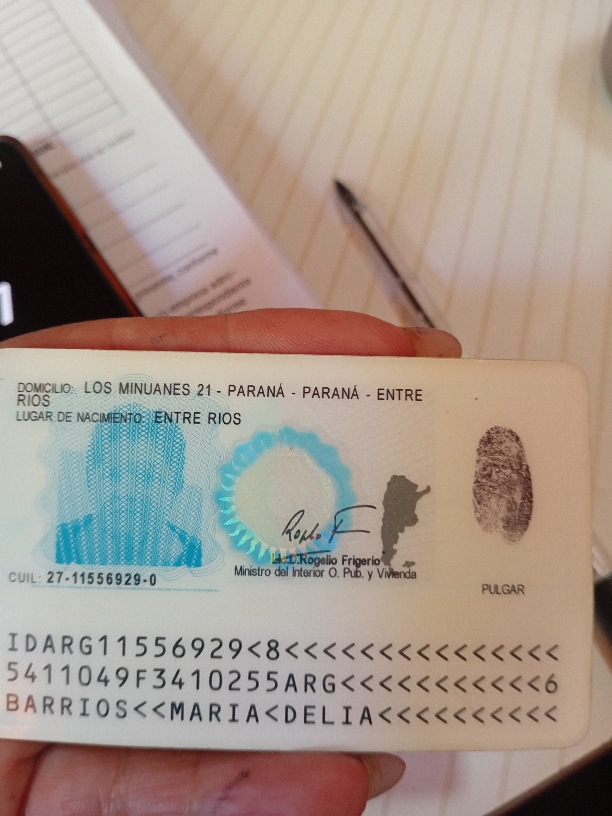 DOMICILIO: LOS MINUANES 21 - PARANÁ - PARANÁ - ENTRE
RIOS
LUGAR DE NACIMIENTO: ENTRE RIOS
Rogelio Frigerio
Ministro del Interior O. Pub. y Vivienda
CUIL: 27-11556929-0
PULGAR
IDARG11556929<8<<<<<<<<<<<<<<<
5411049F3410255ARG<<<<<<<<<<<6
BARRIOS<<MARIA<DELIA<<<<<<<<<<